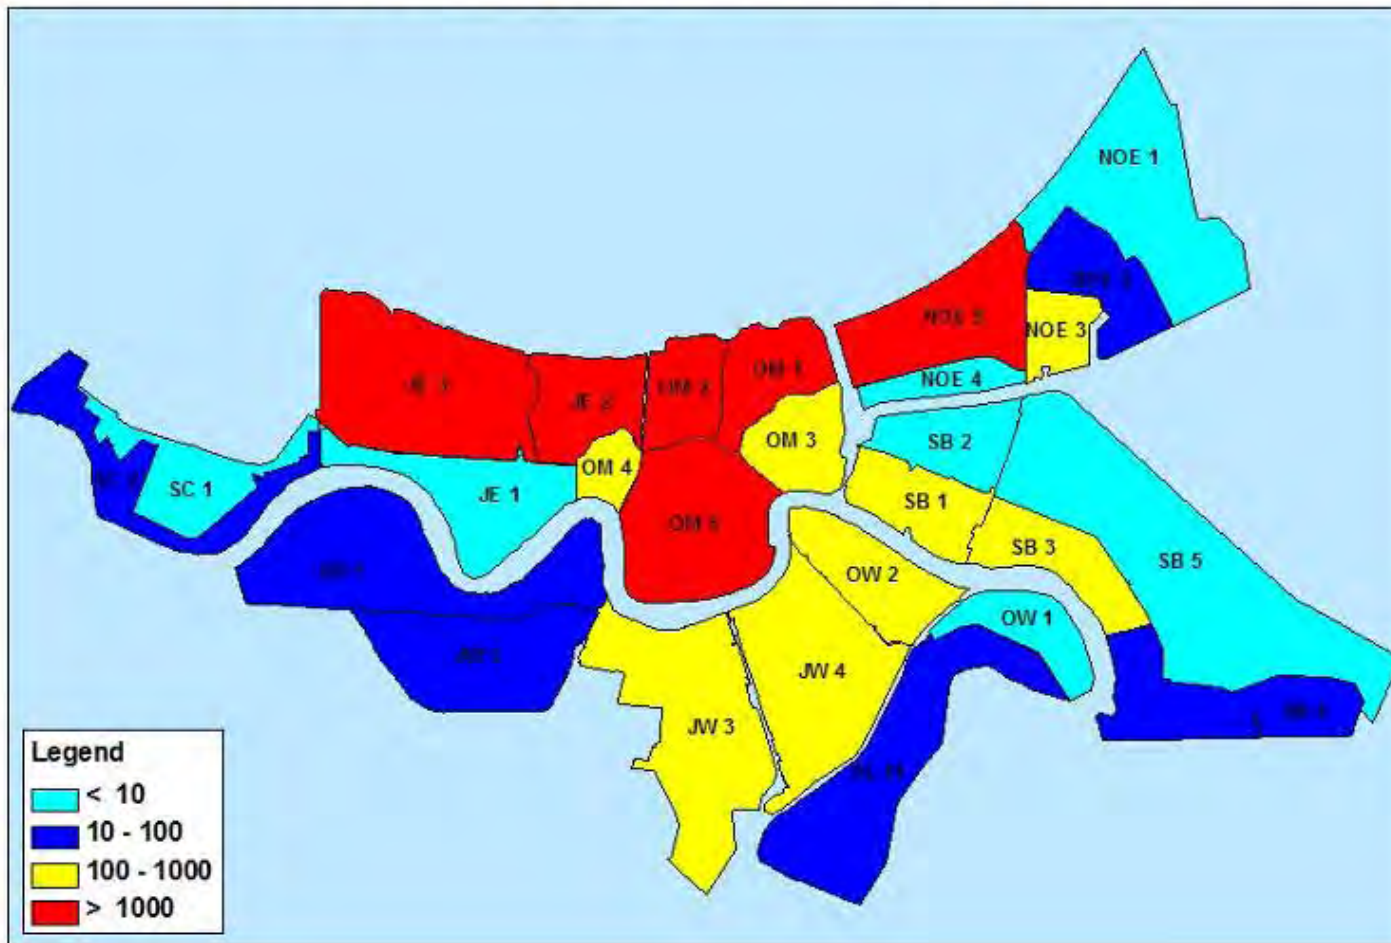 NOE 1
NOE 5
NOE 3
JE 3
JE 2
OM 2
OM 1
NOE 4
OM 3
SB 2
OM 4
SC 1
JE 1
SB 1
OM 5
SB 3
SB 5
OW 2
OW 1
JW 4
JW 3
Legend
< 10
10 - 100
100 - 1000
> 1000